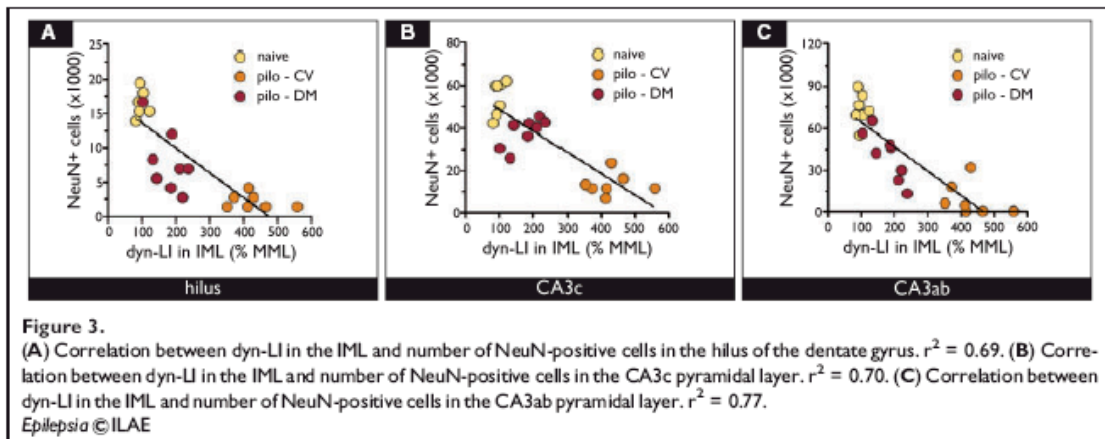 A
25
20
15
10
5
0
NeuN+ cells (x1000)
naive
pilo - CV
pilo - DM
0 100 200 300 400 500 600
dyn-LI in IML (% MML)
hilus
B
80
60
40
20
0
NeuN+ cells (x1000)
naive
pilo - CV
pilo - DM
0 100 200 300 400 500 600
dyn-LI in IML (% MML)
CA3c
C
120
90
60
30
0
NeuN+ cells (x1000)
naive
pilo - CV
pilo - DM
0 100 200 300 400 500 600
dyn-LI in IML (% MML)
CA3ab
Figure 3.
(A) Correlation between dyn-LI in the IML and number of NeuN-positive cells in the hilus of the dentate gyrus. r² = 0.69. (B) Corre-
lation between dyn-LI in the IML and number of NeuN-positive cells in the CA3c pyramidal layer. r² = 0.70. (C) Correlation between
dyn-LI in the IML and number of NeuN-positive cells in the CA3ab pyramidal layer. r² = 0.77.
Epilepsia © ILAE